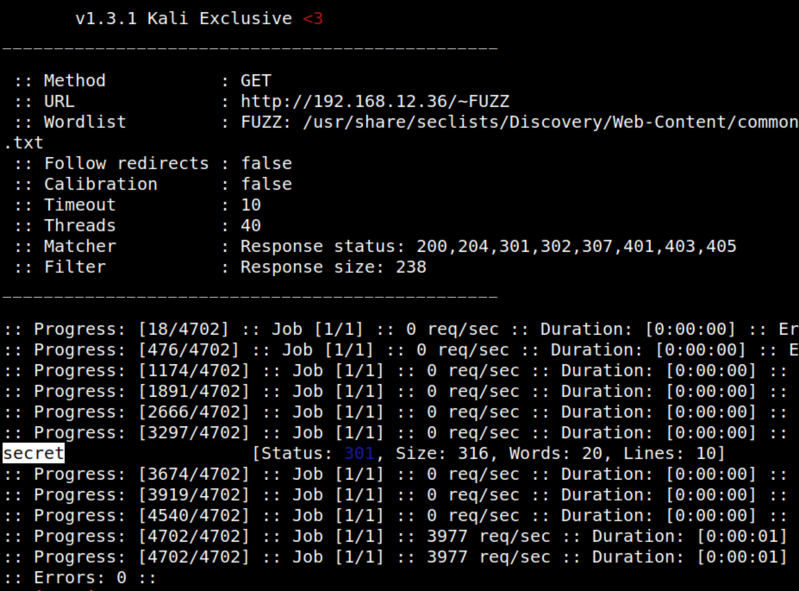 v1.3.1 Kali Exclusive <3
________________________________________________
:: Method           : GET
:: URL              : http://192.168.12.36/~FUZZ
:: Wordlist         : FUZZ: /usr/share/seclists/Discovery/Web-Content/common
.txt
:: Follow redirects : false
:: Calibration      : false
:: Timeout          : 10
:: Threads          : 40
:: Matcher          : Response status: 200,204,301,302,307,401,403,405
:: Filter           : Response size: 238
________________________________________________
:: Progress: [18/4702] :: Job [1/1] :: 0 req/sec :: Duration: [0:00:00] :: Er
:: Progress: [476/4702] :: Job [1/1] :: 0 req/sec :: Duration: [0:00:00] :: E
:: Progress: [1174/4702] :: Job [1/1] :: 0 req/sec :: Duration: [0:00:00] ::
:: Progress: [1891/4702] :: Job [1/1] :: 0 req/sec :: Duration: [0:00:00] ::
:: Progress: [2666/4702] :: Job [1/1] :: 0 req/sec :: Duration: [0:00:00] ::
:: Progress: [3297/4702] :: Job [1/1] :: 0 req/sec :: Duration: [0:00:00] ::
secret                  [Status: 301, Size: 316, Words: 20, Lines: 10]
:: Progress: [3674/4702] :: Job [1/1] :: 0 req/sec :: Duration: [0:00:00] ::
:: Progress: [3919/4702] :: Job [1/1] :: 0 req/sec :: Duration: [0:00:00] ::
:: Progress: [4540/4702] :: Job [1/1] :: 0 req/sec :: Duration: [0:00:00] ::
:: Progress: [4702/4702] :: Job [1/1] :: 3977 req/sec :: Duration: [0:00:01]
:: Progress: [4702/4702] :: Job [1/1] :: 3977 req/sec :: Duration: [0:00:01]
:: Errors: 0 ::